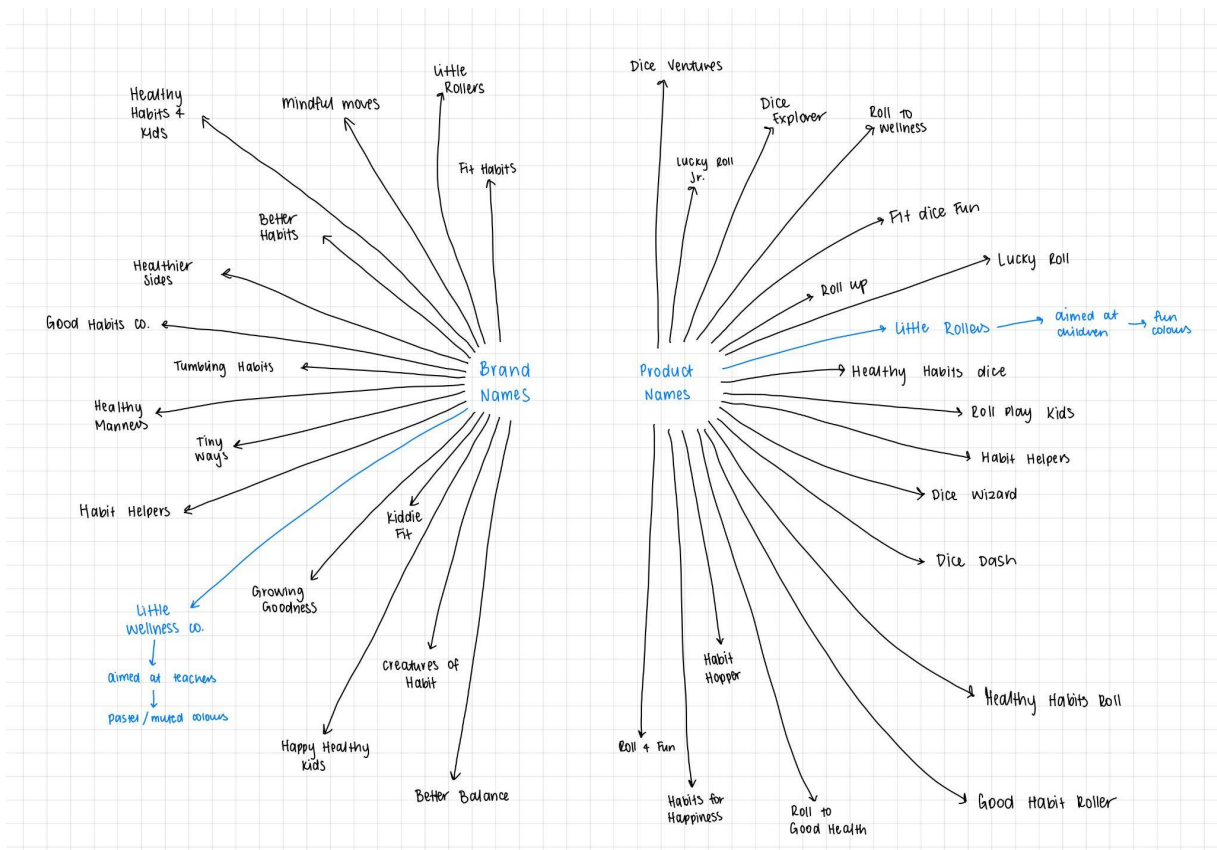 Little
Rollers
Dice Ventures
Healthy
Habits &
Kids
Mindful moves
Dice
Explorer
Roll to
Wellness
Fit Habits
Lucky Roll
Jr.
Better
Habits
Fit dice Fun
Healthier
Sides
Lucky Roll
Roll up
Good Habits co.
Little Rollers
aimed at
children
fun
colours
Tumbling Habits
Brand
Names
Product
Names
Healthy Habits dice
Healthy
Manners
Roll Play Kids
Tiny
Ways
Habit Helpers
Dice Wizard
Habit Helpers
Kiddie
Fit
Dice Dash
Growing
Goodness
Little
Wellness co.
aimed at teachers
pastel/muted colours
Creatures of
Habit
Habit
Hopper
Healthy Habits Roll
Happy Healthy
Kids
Roll & Fun
Better Balance
Habits for
Happiness
Roll to
Good Health
Good Habit Roller